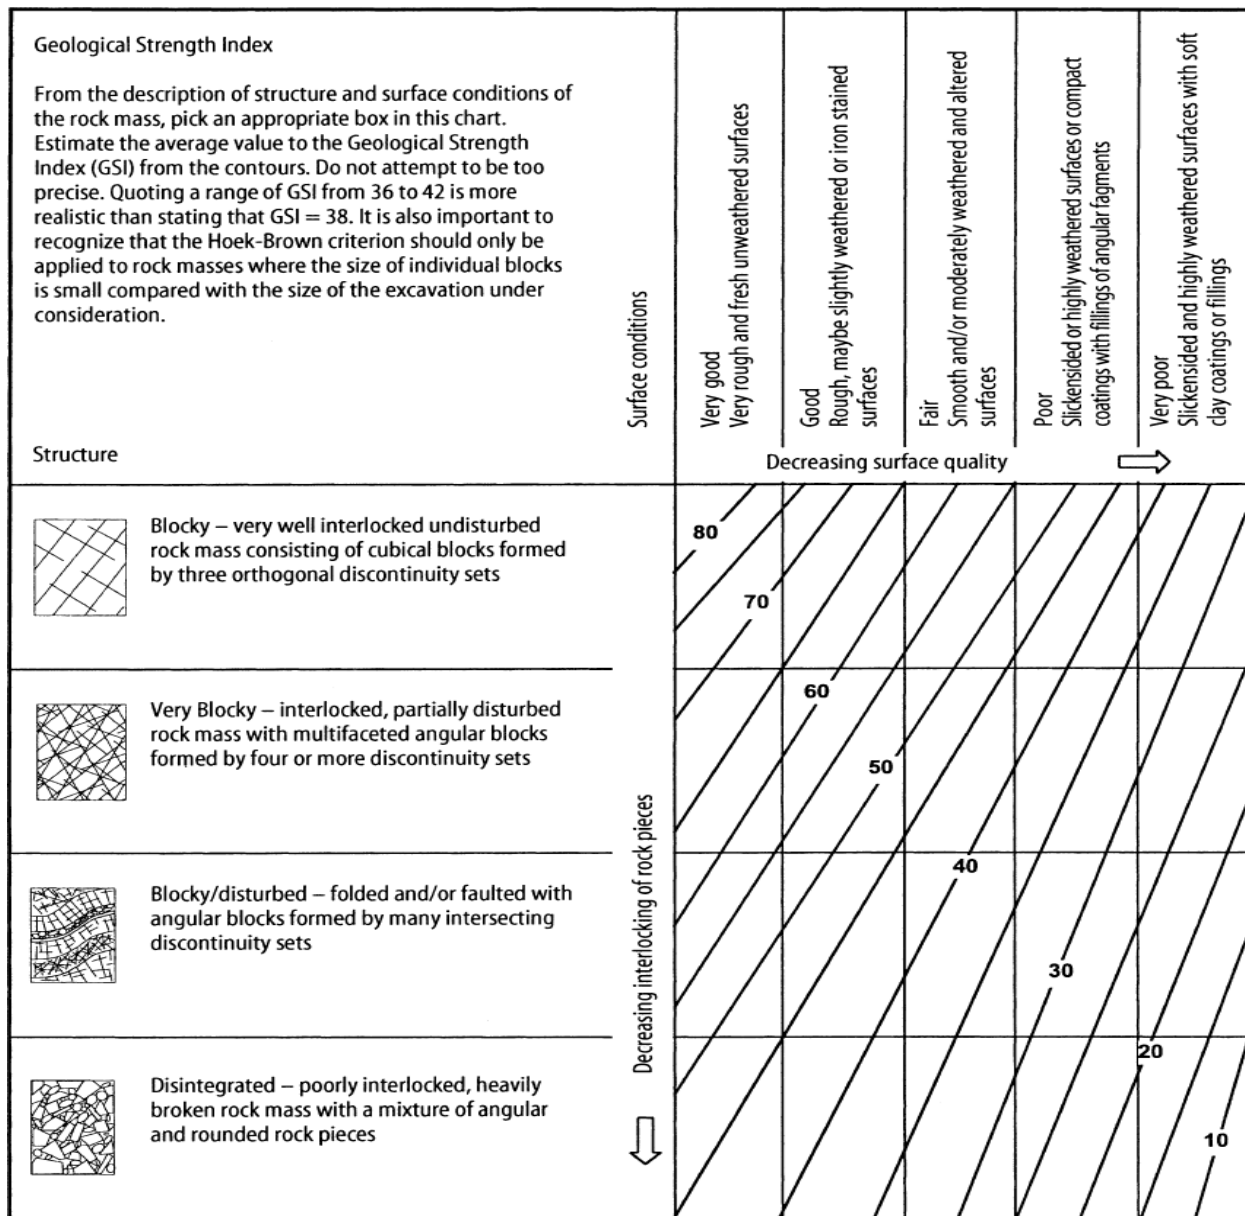 Geological Strength Index
From the description of structure and surface conditions of
the rock mass, pick an appropriate box in this chart.
Estimate the average value to the Geological Strength
Index (GSI) from the contours. Do not attempt to be too
precise. Quoting a range of GSI from 36 to 42 is more
realistic than stating that GSI = 38. It is also important to
recognize that the Hoek-Brown criterion should only be
applied to rock masses where the size of individual blocks
is small compared with the size of the excavation under
consideration.
Structure
Surface conditions
Very good
Very rough and fresh unweathered surfaces
Good
Rough, maybe slightly weathered or iron stained
surfaces
Fair
Smooth and/or moderately weathered and altered
surfaces
Poor
Slickensided or highly weathered surfaces or compact
coatings with fillings of angular fagments
Very poor
Slickensided and highly weathered surfaces with soft
clay coatings or fillings
Decreasing surface quality
Blocky – very well interlocked undisturbed
rock mass consisting of cubical blocks formed
by three orthogonal discontinuity sets
Very Blocky – interlocked, partially disturbed
rock mass with multifaceted angular blocks
formed by four or more discontinuity sets
Blocky/disturbed – folded and/or faulted with
angular blocks formed by many intersecting
discontinuity sets
Disintegrated – poorly interlocked, heavily
broken rock mass with a mixture of angular
and rounded rock pieces
Decreasing interlocking of rock pieces
80
70
60
50
40
30
20
10